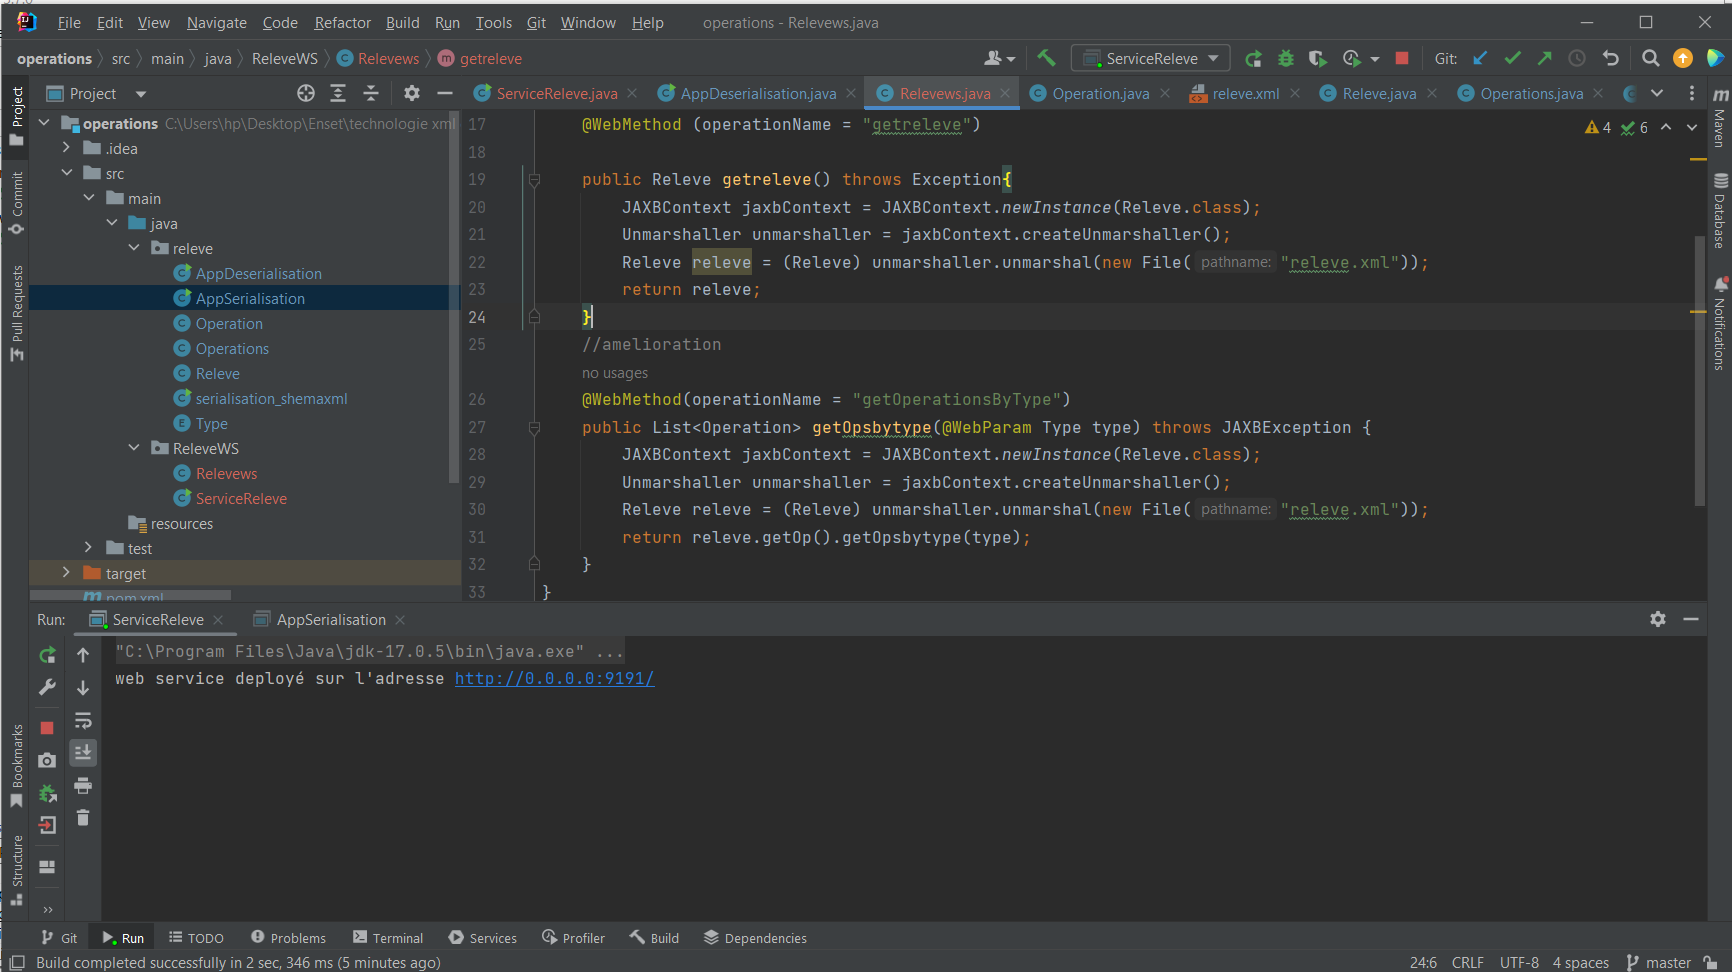 File Edit View Navigate Code Refactor Build Run Tools Git Window Help operations - Relevews.java
operations src main java ReleveWS Relevews getreleve ServiceReleve Git:
Project
ServiceReleve.java AppDeserialisation.java Relevews.java Operation.java releve.xml Releve.java Operations.java
operations C:\Users\hp\Desktop\Enset\technologie xml
.idea
src
main
java
releve
AppDeserialisation
AppSerialisation
Operation
Operations
Releve
serialisation_shemaxml
Type
ReleveWS
Relevews
ServiceReleve
resources
test
target
pom.xml
4 6
17 @WebMethod (operationName = "getreleve")
18
19 public Releve getreleve() throws Exception{
20 JAXBContext jaxbContext = JAXBContext.newInstance(Releve.class);
21 Unmarshaller unmarshaller = jaxbContext.createUnmarshaller();
22 Releve releve = (Releve) unmarshaller.unmarshal(new File( pathname: "releve.xml"));
23 return releve;
24 }
25 //amelioration
no usages
26 @WebMethod(operationName = "getOperationsByType")
27 public List<Operation> getOpsbytype(@WebParam Type type) throws JAXBException {
28 JAXBContext jaxbContext = JAXBContext.newInstance(Releve.class);
29 Unmarshaller unmarshaller = jaxbContext.createUnmarshaller();
30 Releve releve = (Releve) unmarshaller.unmarshal(new File( pathname: "releve.xml"));
31 return releve.getOp().getOpsbytype(type);
32 }
33 }
Project
Commit
Pull Requests
Bookmarks
Structure
Maven
Database
Notifications
Run: ServiceReleve AppSerialisation
"C:\Program Files\Java\jdk-17.0.5\bin\java.exe" ...
web service deployé sur l'adresse http://0.0.0.0:9191/
Git Run TODO Problems Terminal Services Profiler Build Dependencies
Build completed successfully in 2 sec, 346 ms (5 minutes ago) 24:6 CRLF UTF-8 4 spaces master